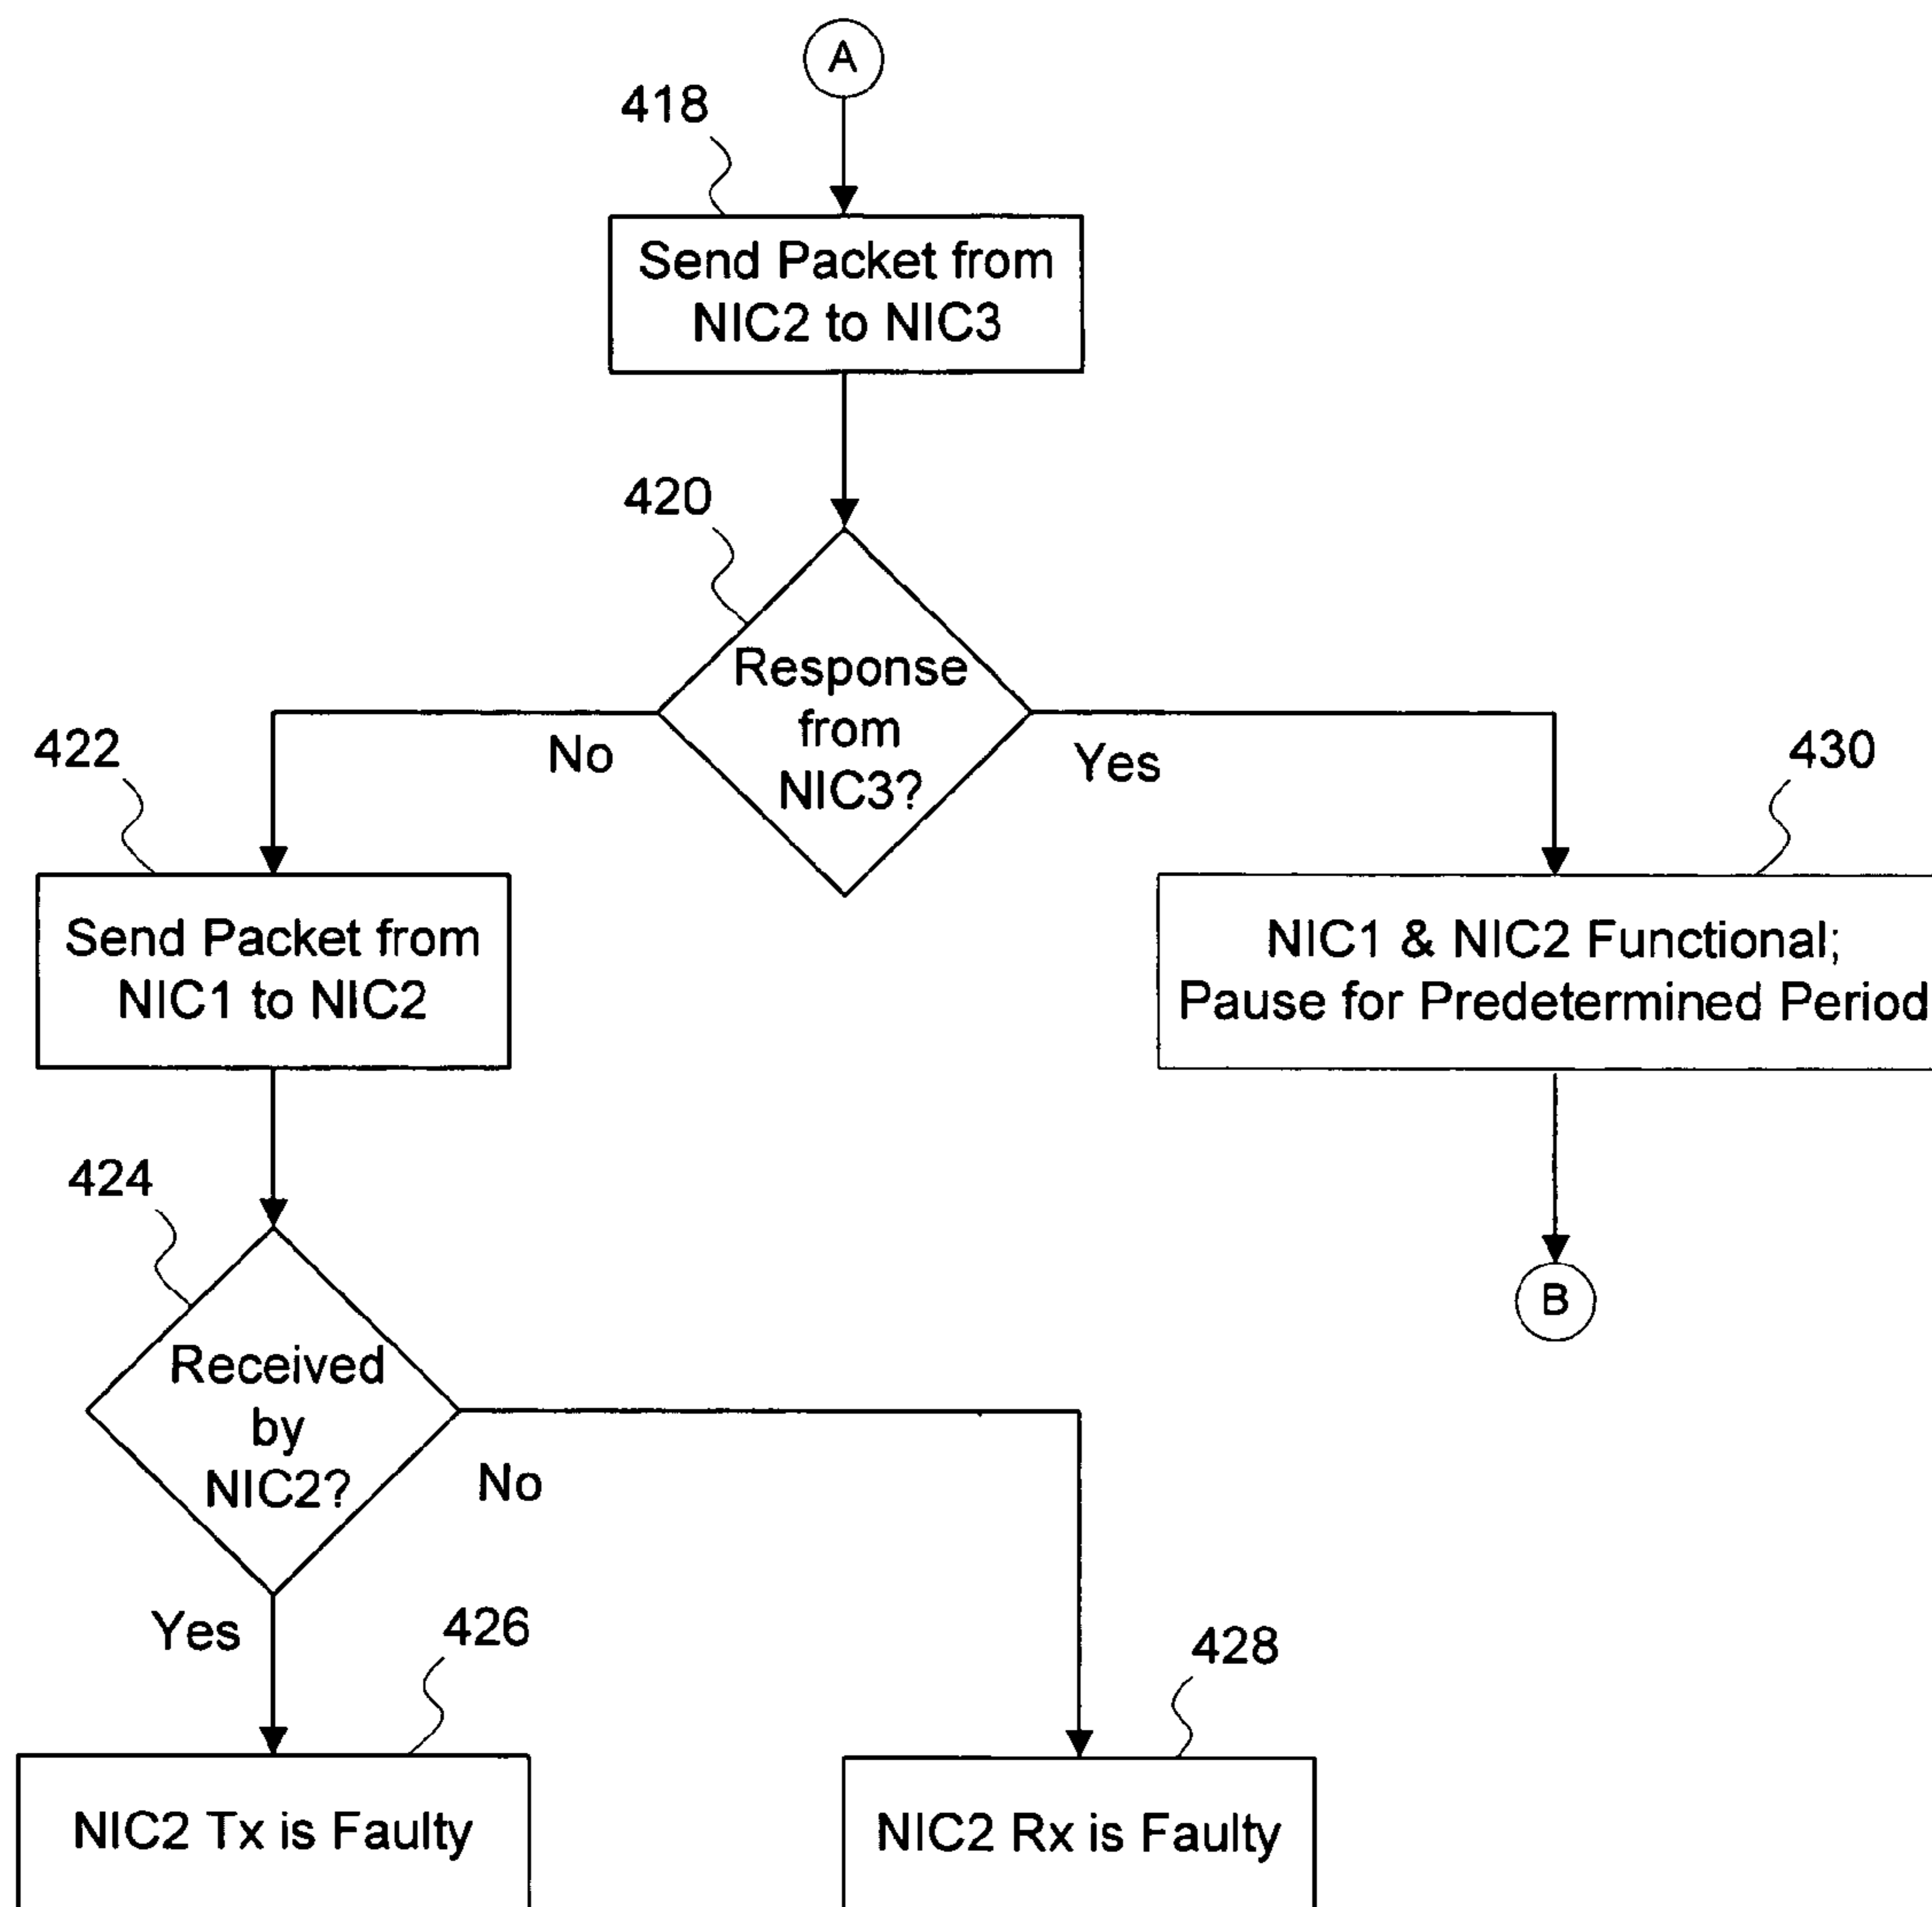 A
418
Send Packet from
NIC2 to NIC3
420
Response
from
NIC3?
No
Yes
422
430
Send Packet from
NIC1 to NIC2
NIC1 & NIC2 Functional;
Pause for Predetermined Period
424
B
Received
by
NIC2?
No
Yes
426
428
NIC2 Tx is Faulty
NIC2 Rx is Faulty